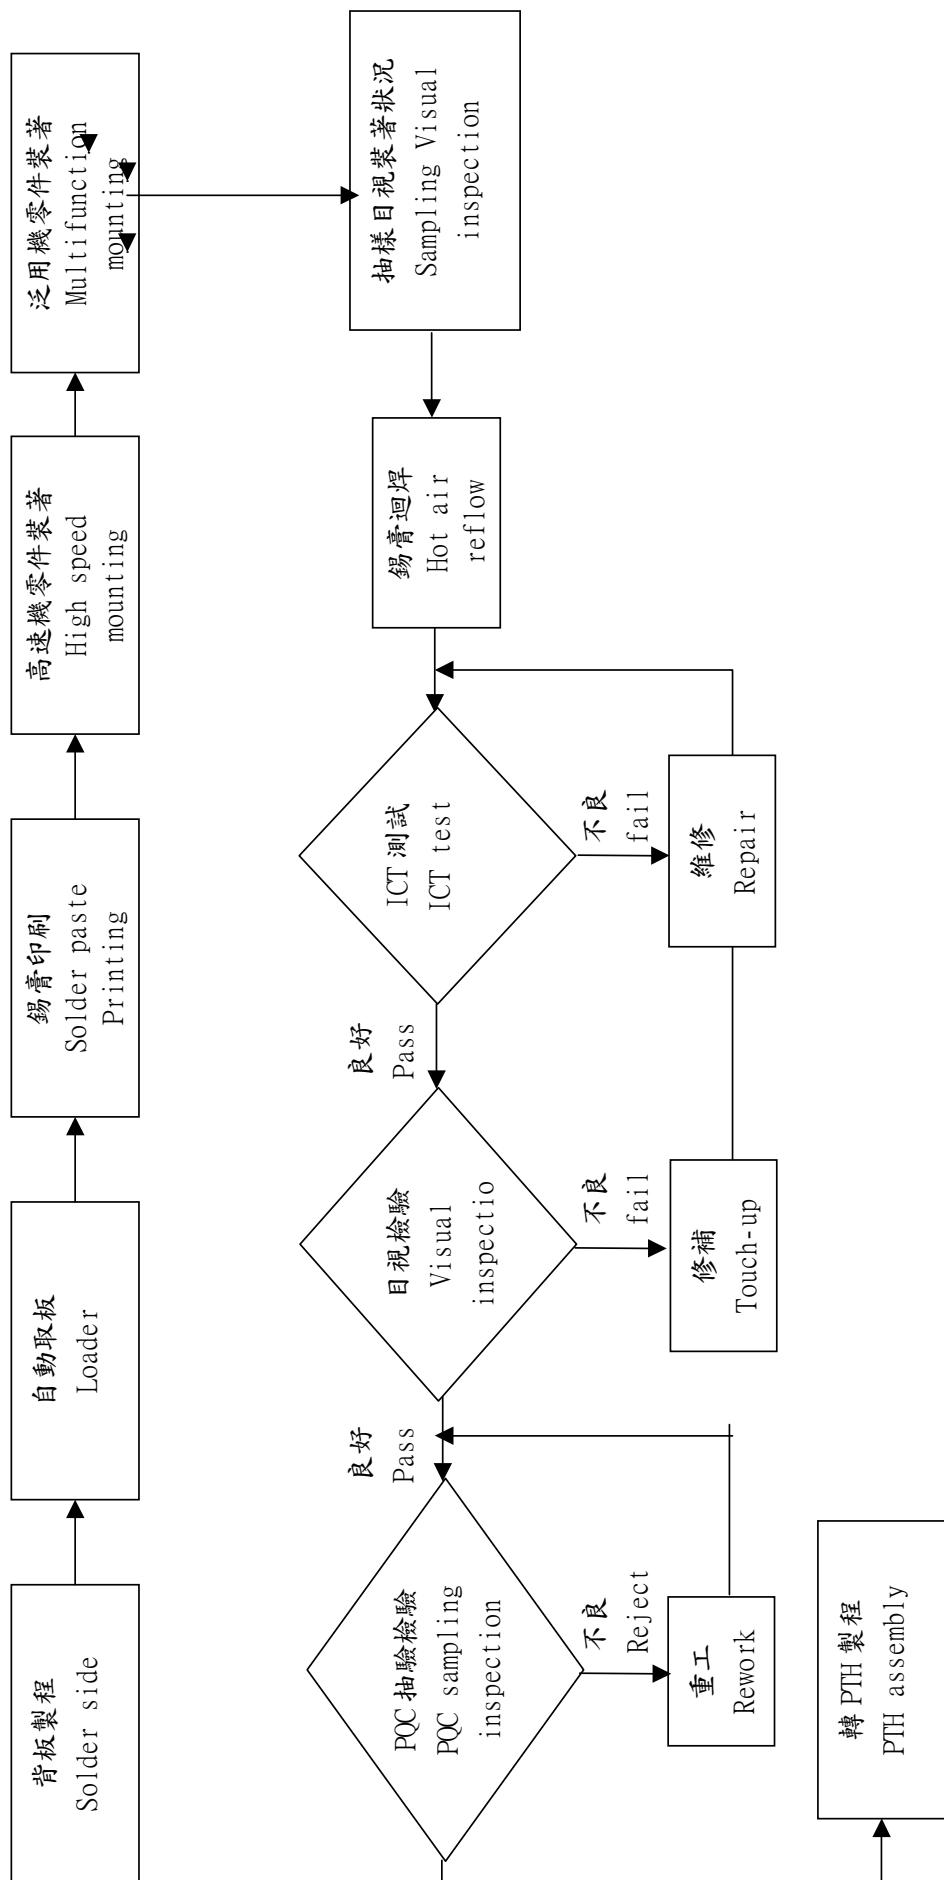 背板製程
Solder side
自動取板
Loader
錫膏印刷
Solder paste
Printing
高速機零件裝著
High speed
mounting
泛用機零件裝著
Multifunction
mounting
抽樣目視裝著狀況
Sampling Visual
inspection
錫膏迴焊
Hot air
reflow
ICT 測試
ICT test
不良
fail
維修
Repair
良好
Pass
目視檢驗
Visual
inspectio
不良
fail
修補
Touch-up
良好
Pass
PQC 抽驗檢驗
PQC sampling
inspection
不良
Reject
重工
Rework
轉 PTH 製程
PTH assembly